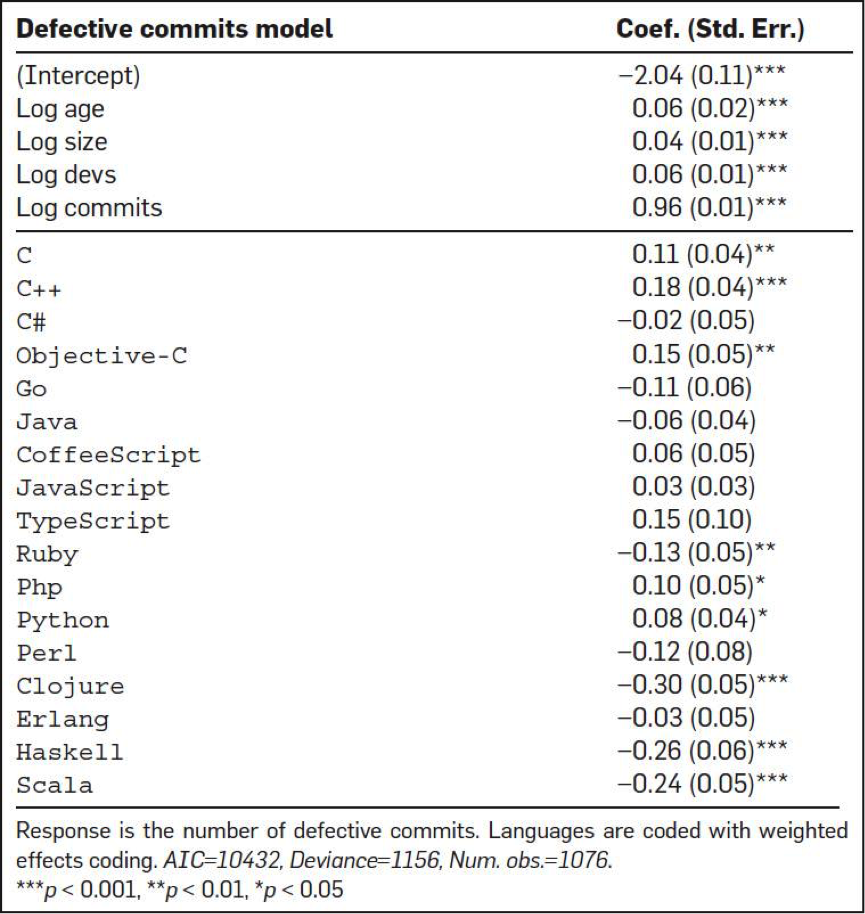 Defective commits model Coef. (Std. Err.)
(Intercept) −2.04 (0.11)***
Log age 0.06 (0.02)***
Log size 0.04 (0.01)***
Log devs 0.06 (0.01)***
Log commits 0.96 (0.01)***
C 0.11 (0.04)**
C++ 0.18 (0.04)***
C# −0.02 (0.05)
Objective-C 0.15 (0.05)**
Go −0.11 (0.06)
Java −0.06 (0.04)
CoffeeScript 0.06 (0.05)
JavaScript 0.03 (0.03)
TypeScript 0.15 (0.10)
Ruby −0.13 (0.05)**
Php 0.10 (0.05)*
Python 0.08 (0.04)*
Perl −0.12 (0.08)
Clojure −0.30 (0.05)***
Erlang −0.03 (0.05)
Haskell −0.26 (0.06)***
Scala −0.24 (0.05)***
Response is the number of defective commits. Languages are coded with weighted
effects coding. AIC=10432, Deviance=1156, Num. obs.=1076.
***p < 0.001, **p < 0.01, *p < 0.05